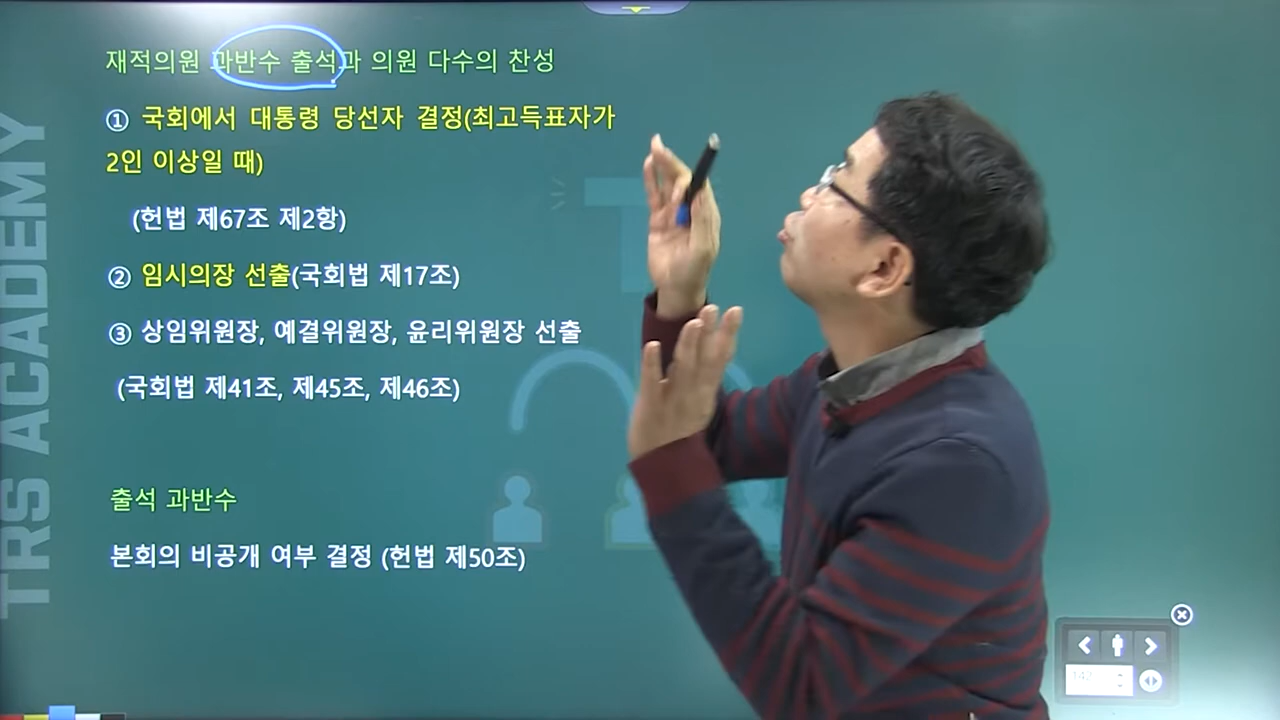 재적의원 과반수 출석과 의원 다수의 찬성
① 국회에서 대통령 당선자 결정(최고득표자가
2인 이상일 때)
(헌법 제67조 제2항)
② 임시의장 선출(국회법 제17조)
③ 상임위원장, 예결위원장, 윤리위원장 선출
(국회법 제41조, 제45조, 제46조)
출석 과반수
본회의 비공개 여부 결정 (헌법 제50조)
TRS ACADEMY